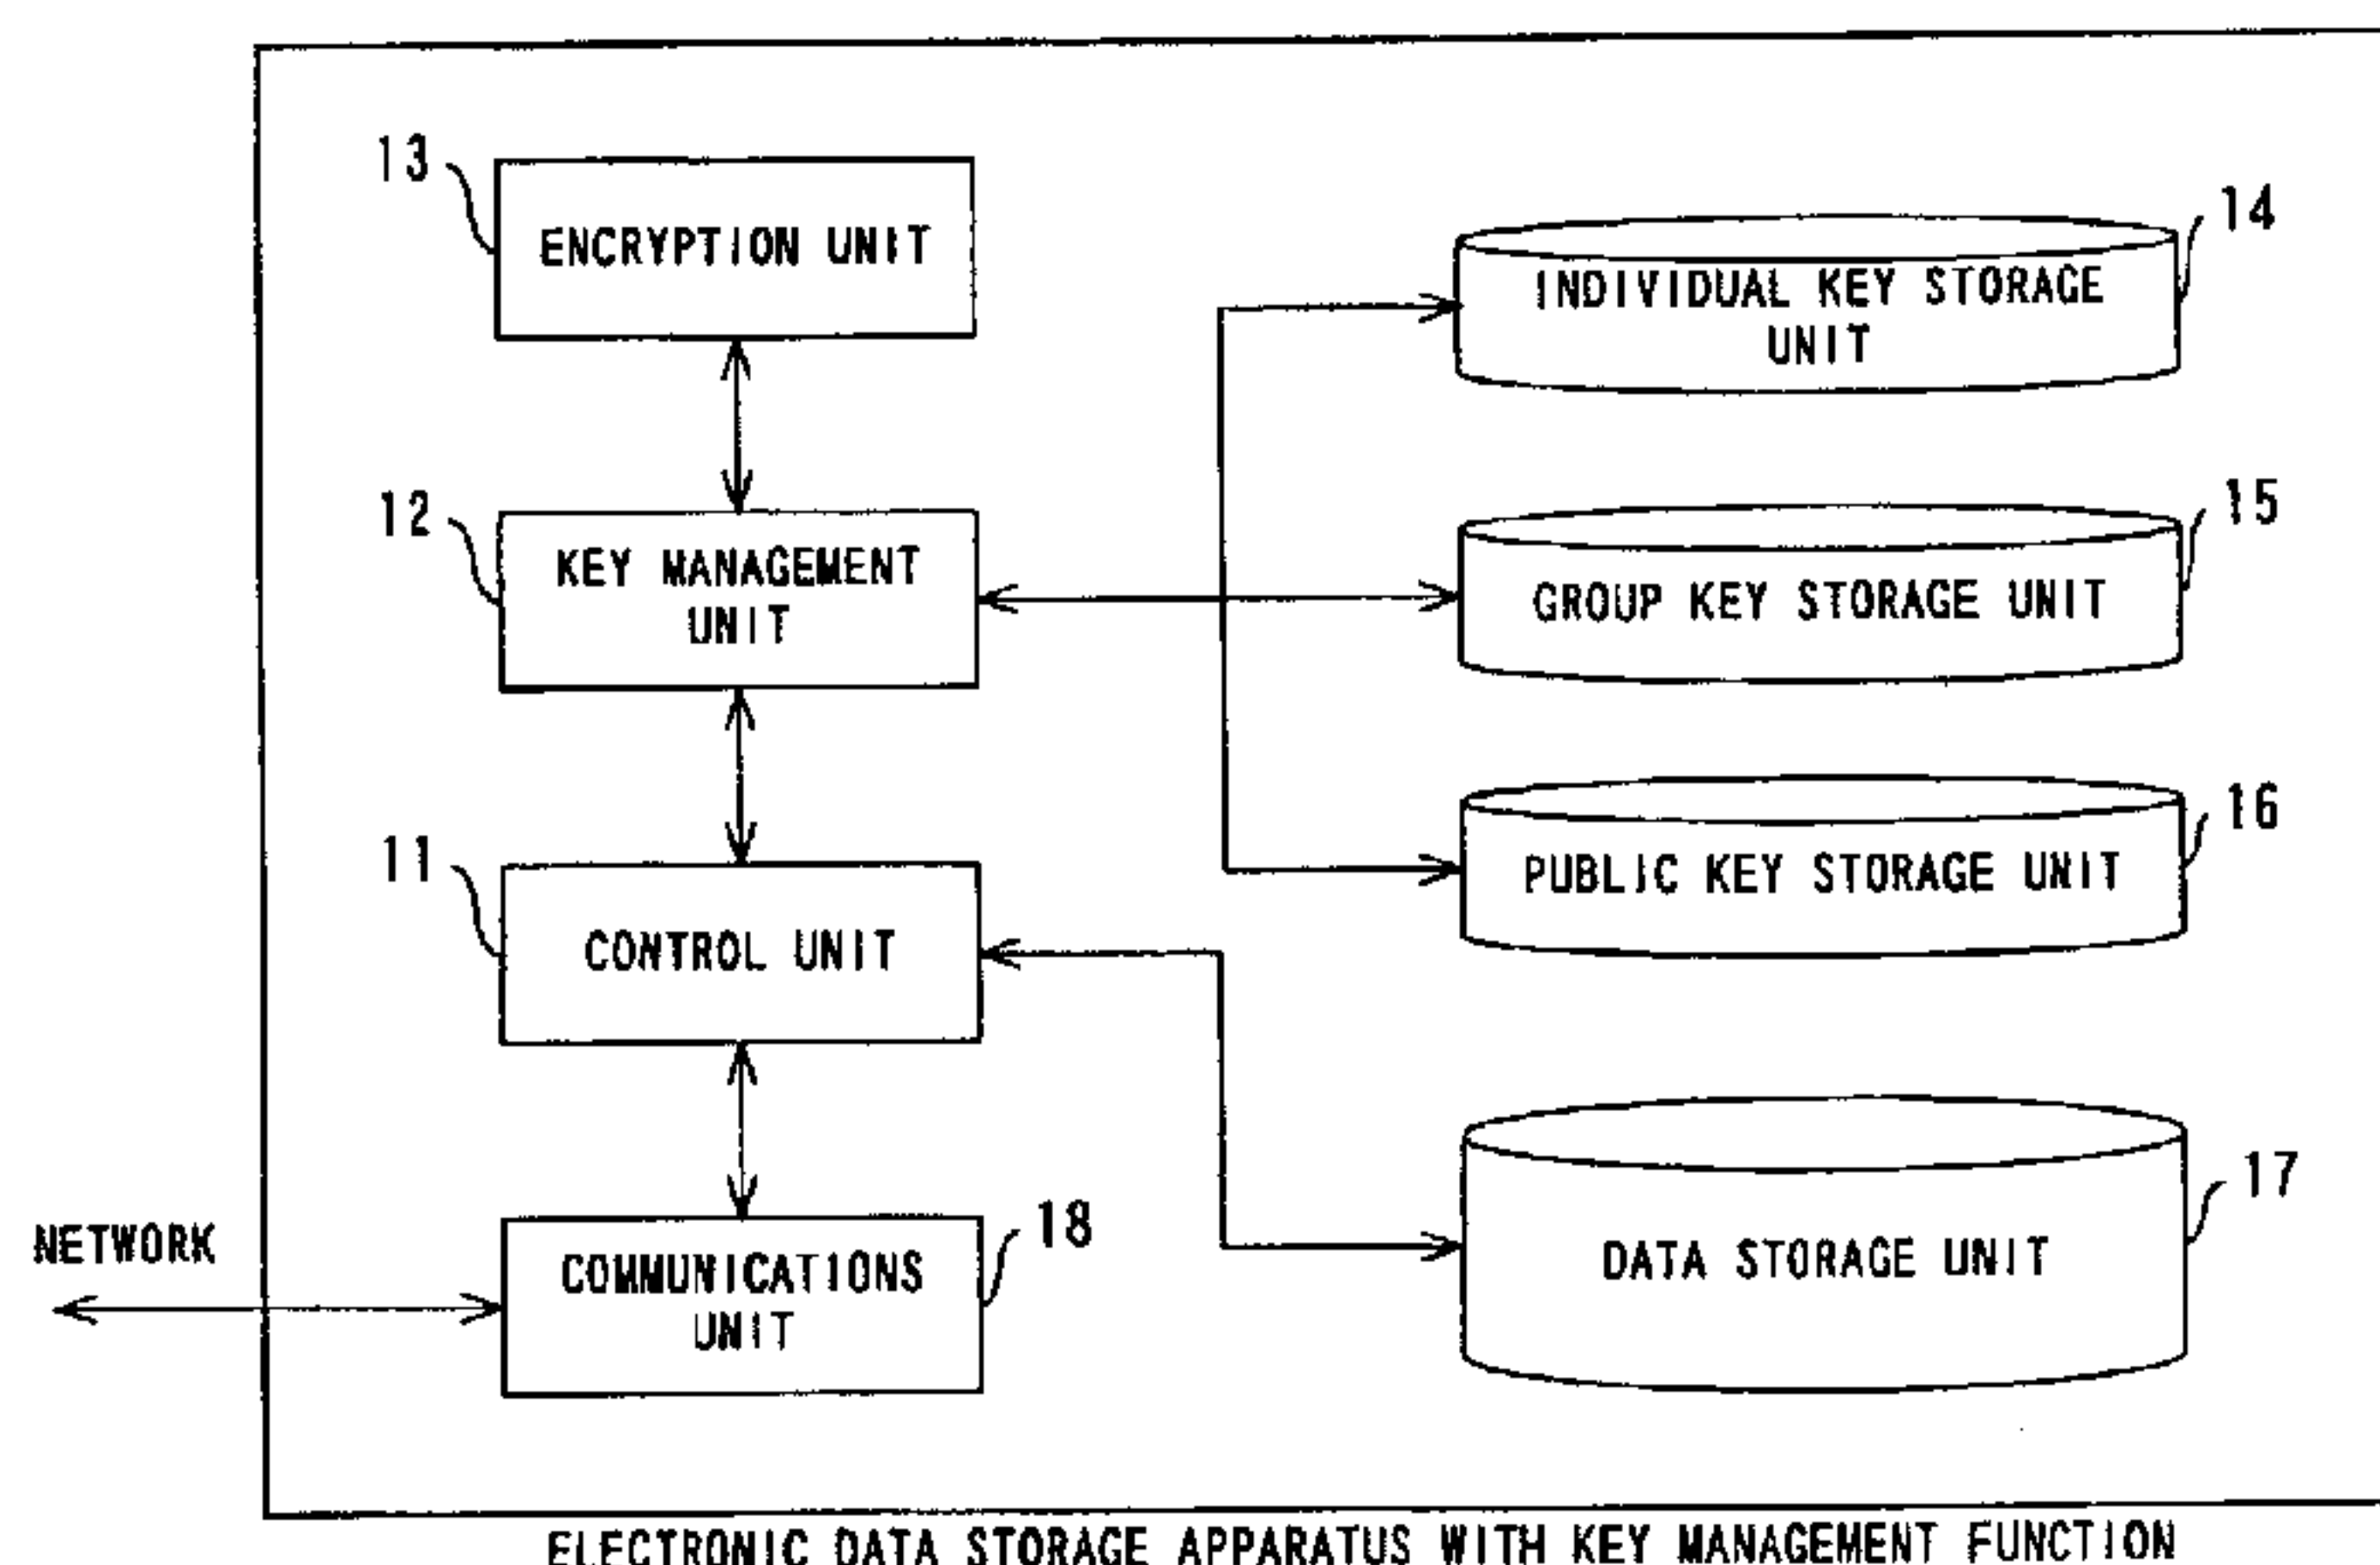 13
ENCRYPTION UNIT
14
INDIVIDUAL KEY STORAGE
UNIT
12
KEY MANAGEMENT
UNIT
15
GROUP KEY STORAGE UNIT
11
CONTROL UNIT
16
PUBLIC KEY STORAGE UNIT
NETWORK
COMMUNICATIONS
UNIT
18
DATA STORAGE UNIT
17
ELECTRONIC DATA STORAGE APPARATUS WITH KEY MANAGEMENT FUNCTION